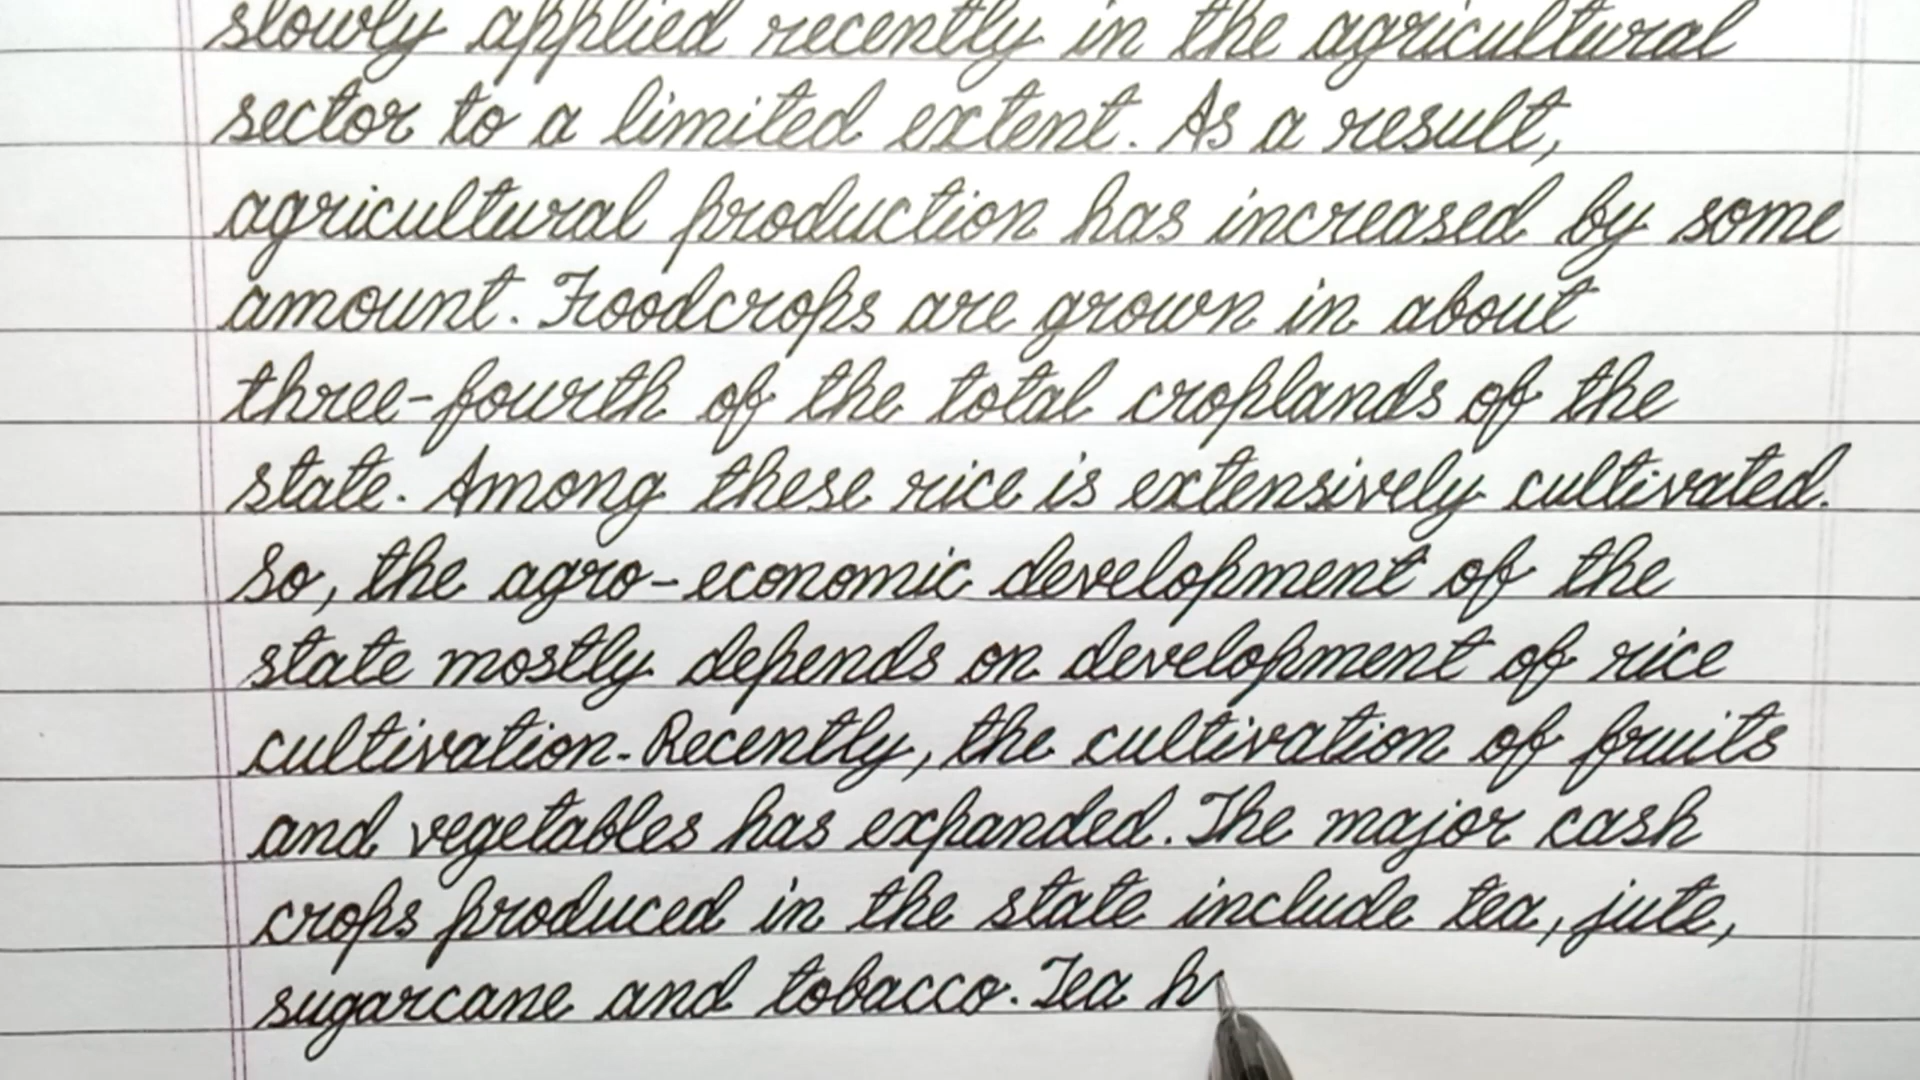 slowly applied recently in the agricultural
sector to a limited extent. As a result,
agricultural production has increased by some
amount. Foodcrops are grown in about
three-fourth of the total croplands of the
state. Among these rice is extensively cultivated.
So, the agro-economic development of the
state mostly depends on development of rice
cultivation. Recently, the cultivation of fruits
and vegetables has expanded. The major cash
crops produced in the state include tea, jute,
sugarcane and tobacco. Tea